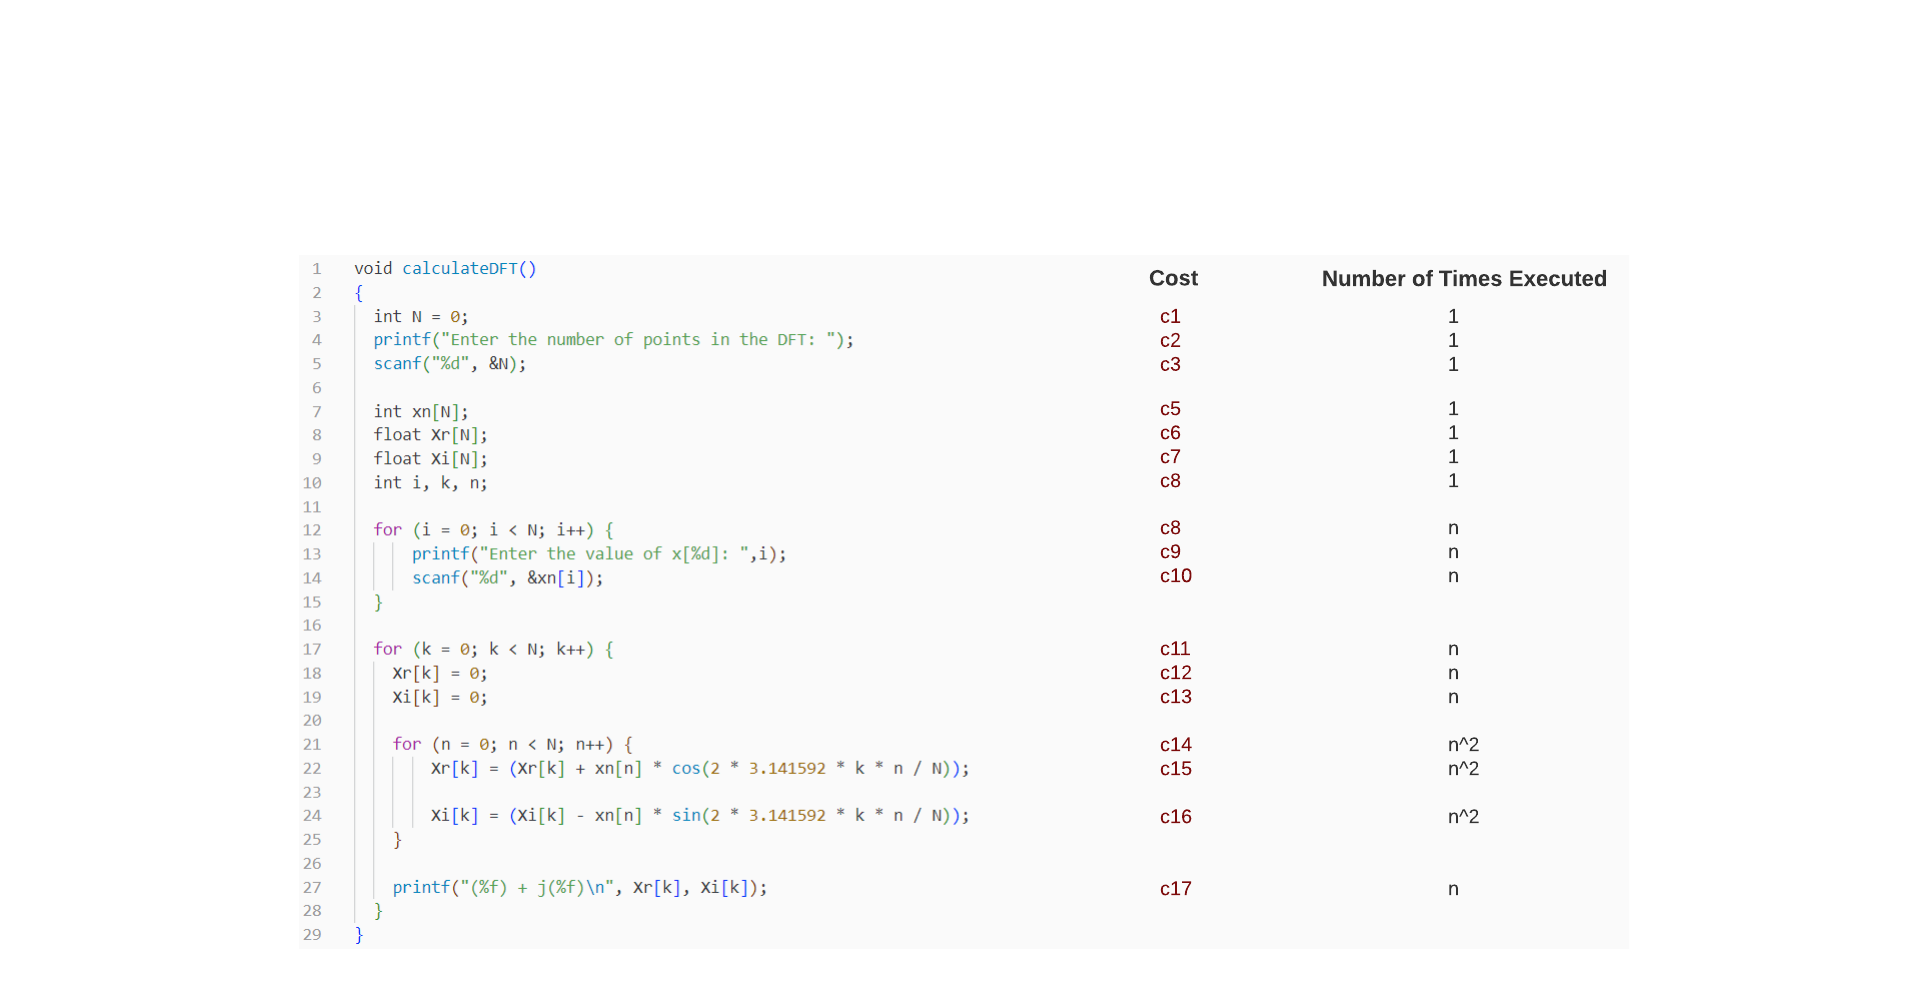 Cost Number of Times Executed
1 void calculateDFT()
2 {
3   int N = 0; c1 1
4   printf("Enter the number of points in the DFT: "); c2 1
5   scanf("%d", &N); c3 1
6
7   int xn[N]; c5 1
8   float Xr[N]; c6 1
9   float Xi[N]; c7 1
10   int i, k, n; c8 1
11
12   for (i = 0; i < N; i++) { c8 n
13     printf("Enter the value of x[%d]: ",i); c9 n
14     scanf("%d", &xn[i]); c10 n
15   }
16
17   for (k = 0; k < N; k++) { c11 n
18     Xr[k] = 0; c12 n
19     Xi[k] = 0; c13 n
20
21     for (n = 0; n < N; n++) { c14 n^2
22       Xr[k] = (Xr[k] + xn[n] * cos(2 * 3.141592 * k * n / N)); c15 n^2
23
24       Xi[k] = (Xi[k] - xn[n] * sin(2 * 3.141592 * k * n / N)); c16 n^2
25     }
26
27     printf("(%f) + j(%f)\n", Xr[k], Xi[k]); c17 n
28   }
29 }